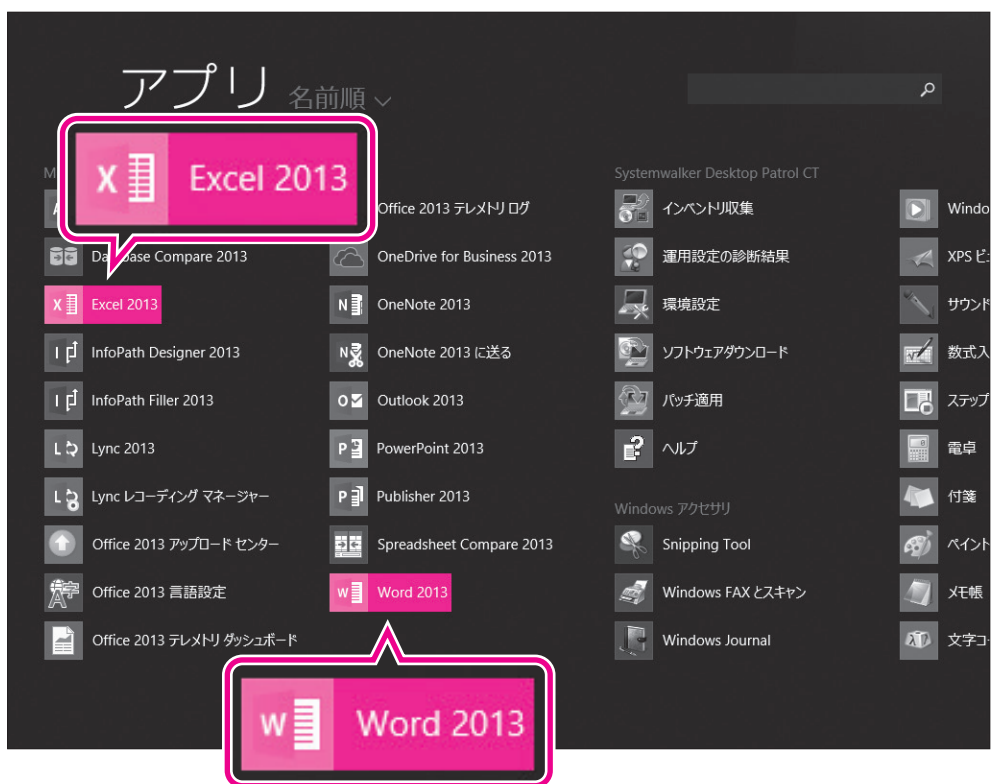 アプリ 名前順
Excel 2013
Database Compare 2013
Excel 2013
InfoPath Designer 2013
InfoPath Filler 2013
Lync 2013
Lync レコーディング マネージャー
Office 2013 アップロード センター
Office 2013 言語設定
Office 2013 テレメトリ ダッシュボード
Office 2013 テレメトリ ログ
OneDrive for Business 2013
OneNote 2013
OneNote 2013 に送る
Outlook 2013
PowerPoint 2013
Publisher 2013
Spreadsheet Compare 2013
Word 2013
Word 2013
Systemwalker Desktop Patrol CT
インベントリ収集
運用設定の診断結果
環境設定
ソフトウェアダウンロード
パッチ適用
ヘルプ
Windows アクセサリ
Snipping Tool
Windows FAX とスキャン
Windows Journal
Windo
XPS ビ
サウンド
数式入
ステップ
電卓
付箋
ペイント
メモ帳
文字コ